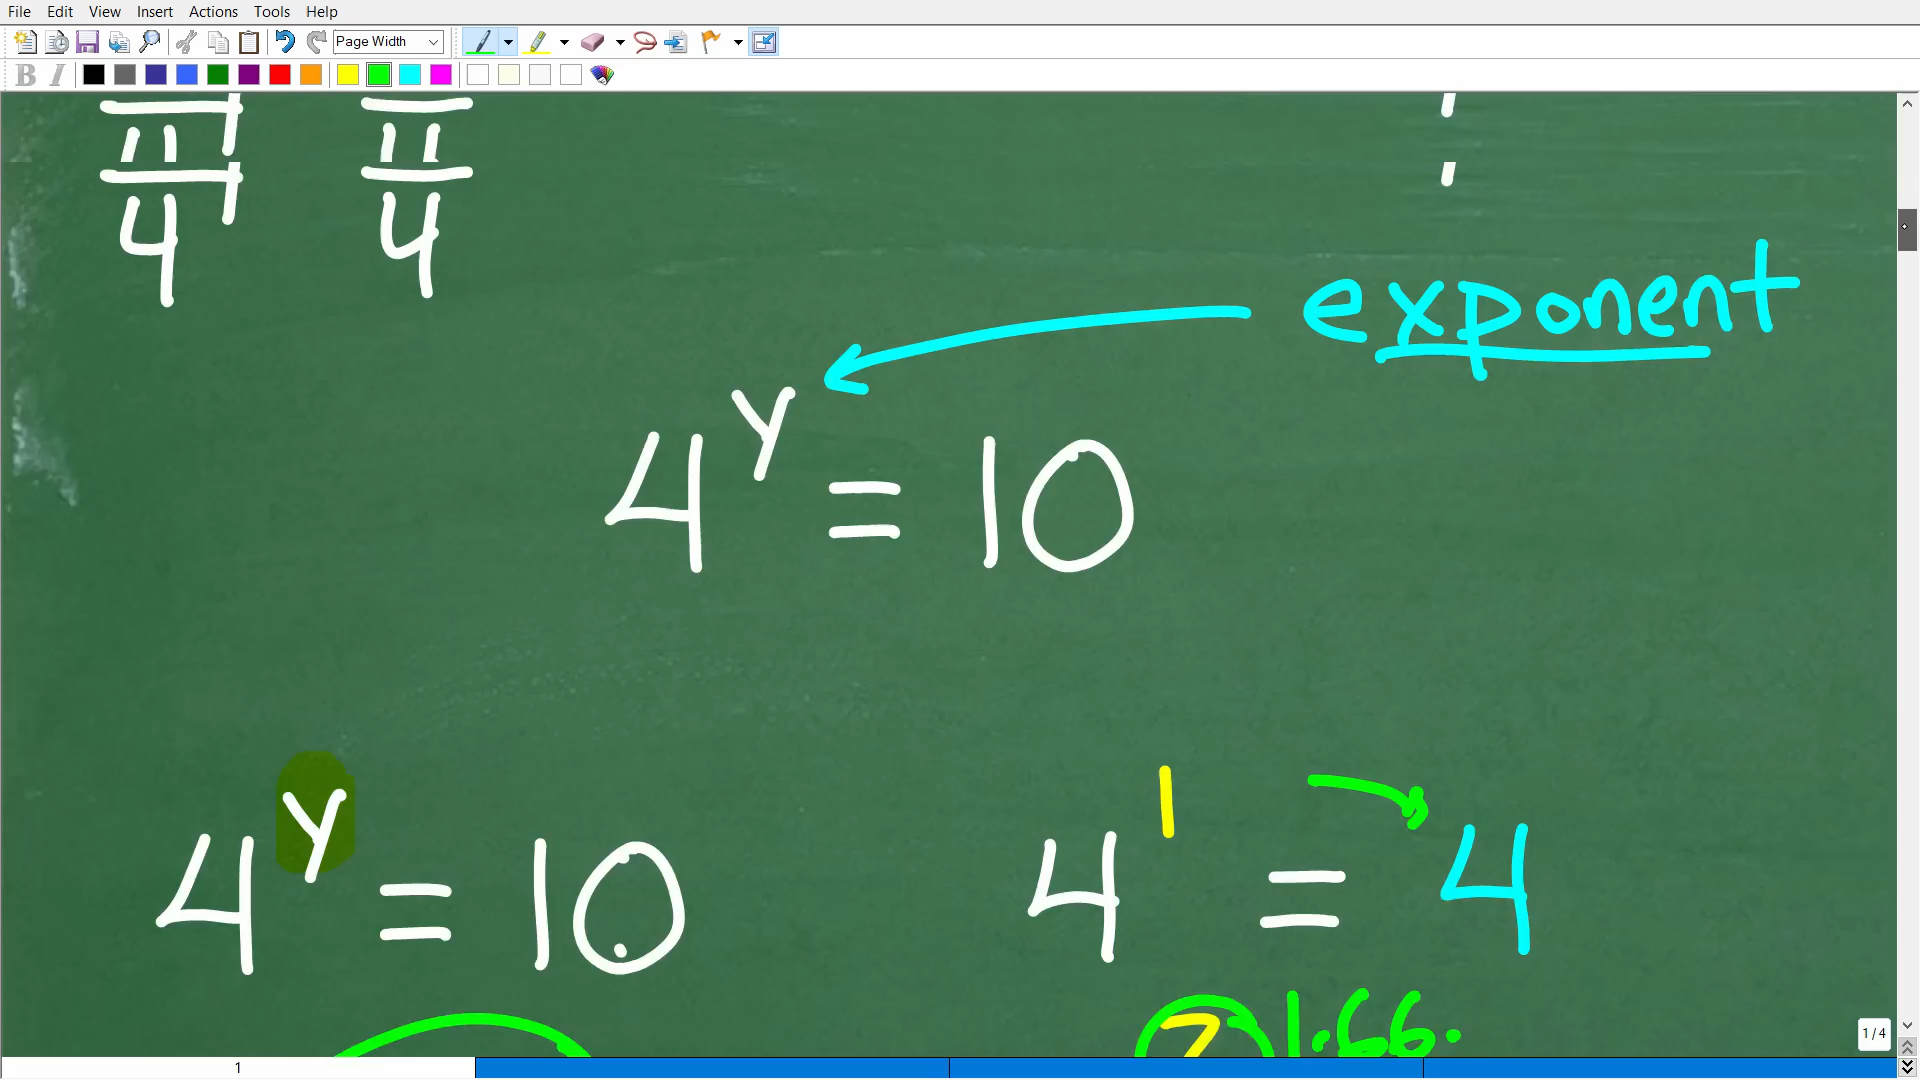 File Edit View Insert Actions Tools Help
Page Width
B I
4 4
exponent
4^y = 10
4^y = 10
4^1 = 4
2 1.66.
1 / 4
1